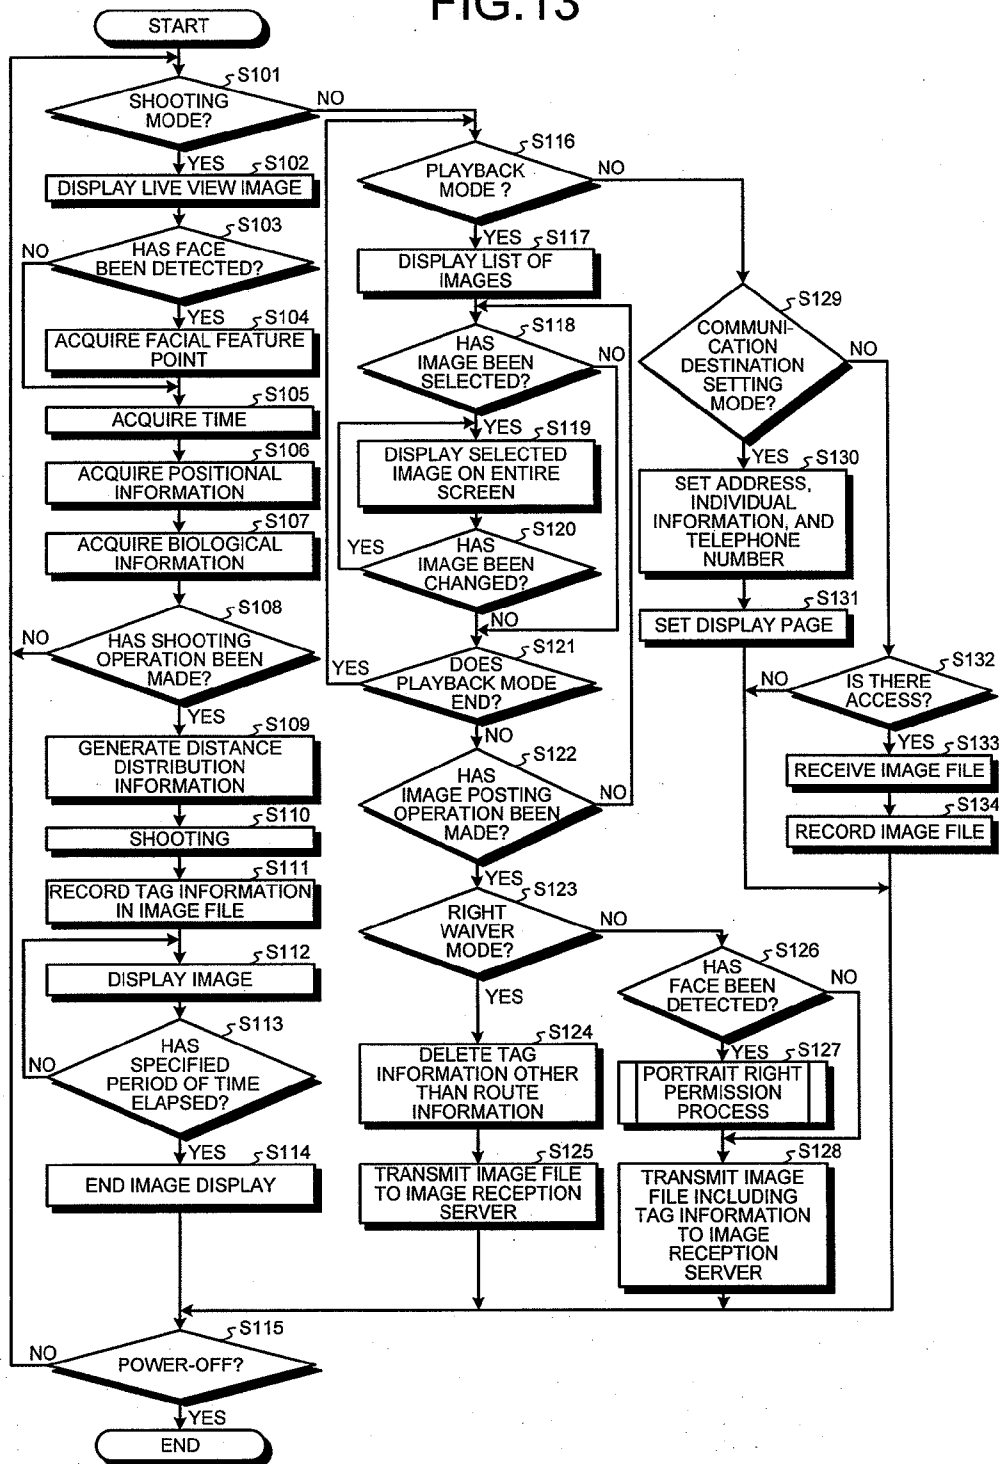 FIG.13
START
S101
SHOOTING
MODE?
NO
YES
S102
DISPLAY LIVE VIEW IMAGE
S103
NO
HAS FACE
BEEN DETECTED?
YES
S104
ACQUIRE FACIAL FEATURE
POINT
S105
ACQUIRE TIME
S106
ACQUIRE POSITIONAL
INFORMATION
S107
ACQUIRE BIOLOGICAL
INFORMATION
S108
NO
HAS SHOOTING
OPERATION BEEN
MADE?
YES
S109
GENERATE DISTANCE
DISTRIBUTION
INFORMATION
S110
SHOOTING
S111
RECORD TAG INFORMATION
IN IMAGE FILE
S112
DISPLAY IMAGE
S113
HAS
SPECIFIED
PERIOD OF TIME
ELAPSED?
NO
YES
S114
END IMAGE DISPLAY
S115
NO
POWER-OFF?
YES
END
S116
PLAYBACK
MODE ?
NO
YES
S117
DISPLAY LIST OF
IMAGES
S118
HAS
IMAGE BEEN
SELECTED?
NO
YES
S119
DISPLAY SELECTED
IMAGE ON ENTIRE
SCREEN
S120
YES
HAS
IMAGE BEEN
CHANGED?
NO
S121
YES
DOES
PLAYBACK MODE
END?
NO
S122
HAS
IMAGE POSTING
OPERATION BEEN
MADE?
NO
YES
S123
RIGHT
WAIVER
MODE?
NO
YES
S124
DELETE TAG
INFORMATION OTHER
THAN ROUTE
INFORMATION
S125
TRANSMIT IMAGE FILE
TO IMAGE RECEPTION
SERVER
S126
HAS
FACE BEEN
DETECTED?
NO
YES
S127
PORTRAIT RIGHT
PERMISSION
PROCESS
S128
TRANSMIT IMAGE
FILE INCLUDING
TAG INFORMATION
TO IMAGE
RECEPTION
SERVER
S129
COMMUNI-
CATION
DESTINATION
SETTING
MODE?
NO
YES
S130
SET ADDRESS,
INDIVIDUAL
INFORMATION, AND
TELEPHONE
NUMBER
S131
SET DISPLAY PAGE
S132
NO
IS THERE
ACCESS?
YES
S133
RECEIVE IMAGE FILE
S134
RECORD IMAGE FILE